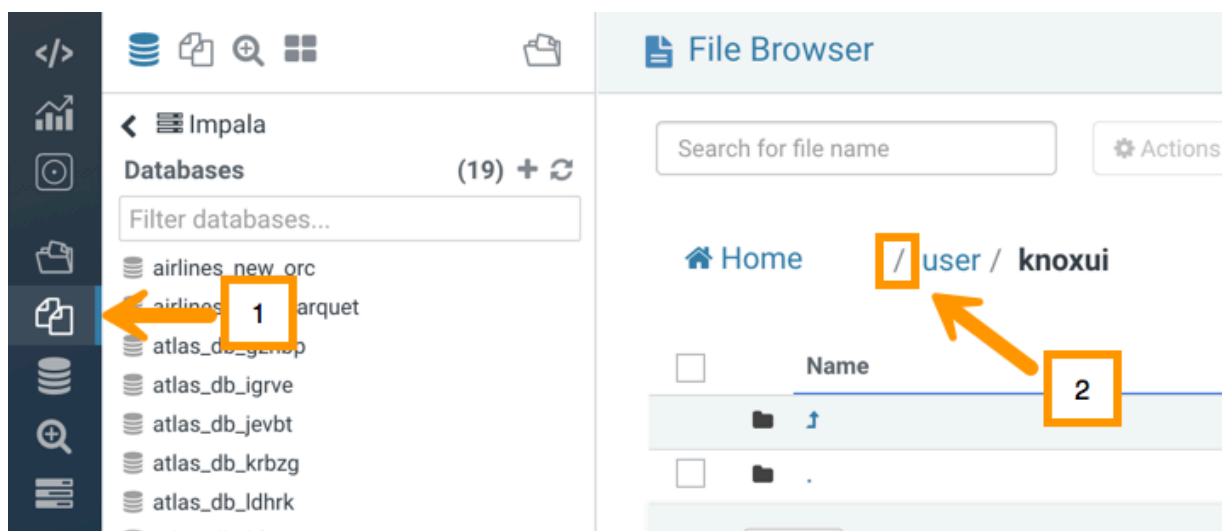 </>
File Browser
Impala
Databases (19)
Filter databases...
airlines_new_orc
arquet
atlas_db_igrve
atlas_db_jevbt
atlas_db_krbzg
atlas_db_ldhrk
1
Search for file name
Actions
Home / user / knoxui
2
Name
.